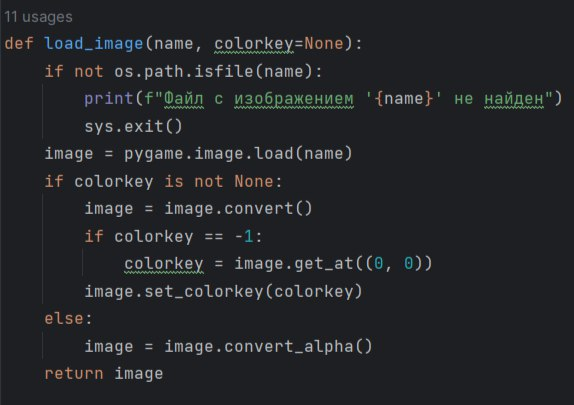 11 usages
def load_image(name, colorkey=None):
    if not os.path.isfile(name):
        print(f"Файл с изображением '{name}' не найден")
        sys.exit()
    image = pygame.image.load(name)
    if colorkey is not None:
        image = image.convert()
        if colorkey == -1:
            colorkey = image.get_at((0, 0))
        image.set_colorkey(colorkey)
    else:
        image = image.convert_alpha()
    return image